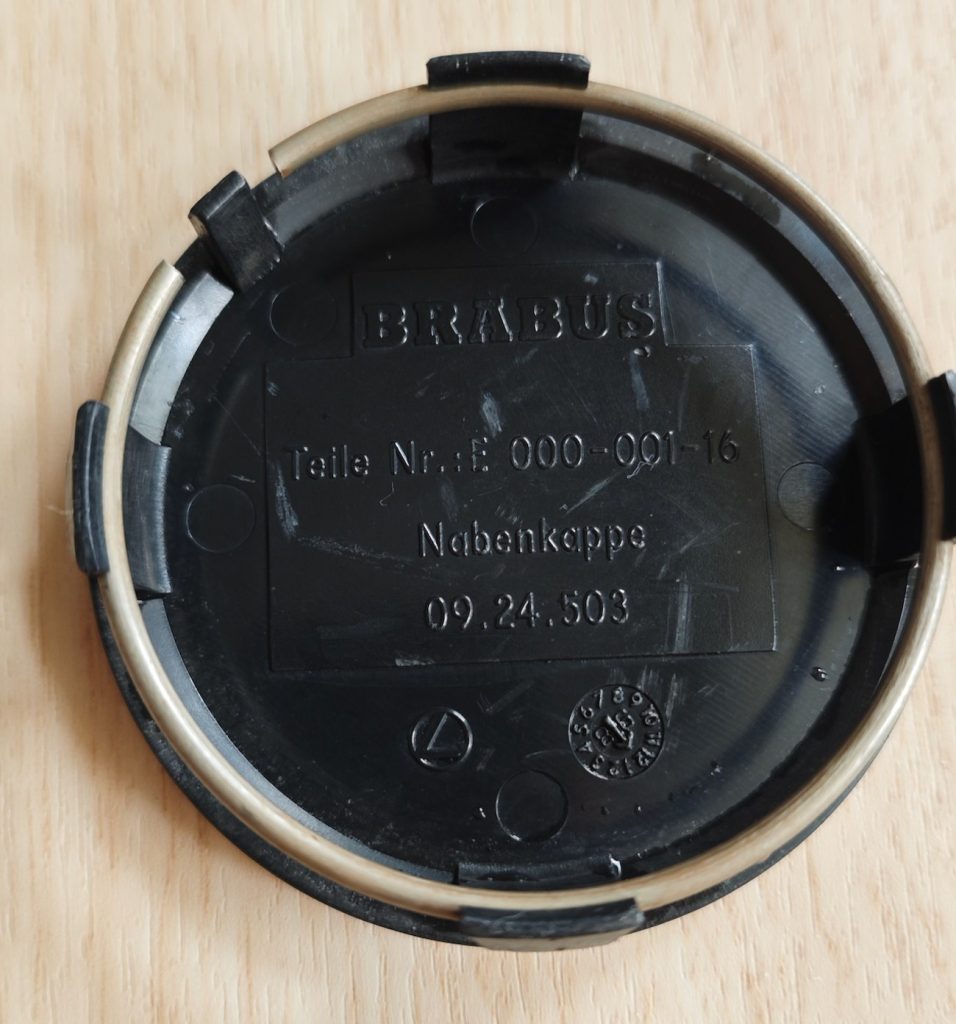 BRABUS
Teile Nr.:E 000-001-16
Nabenkappe
09.24.503